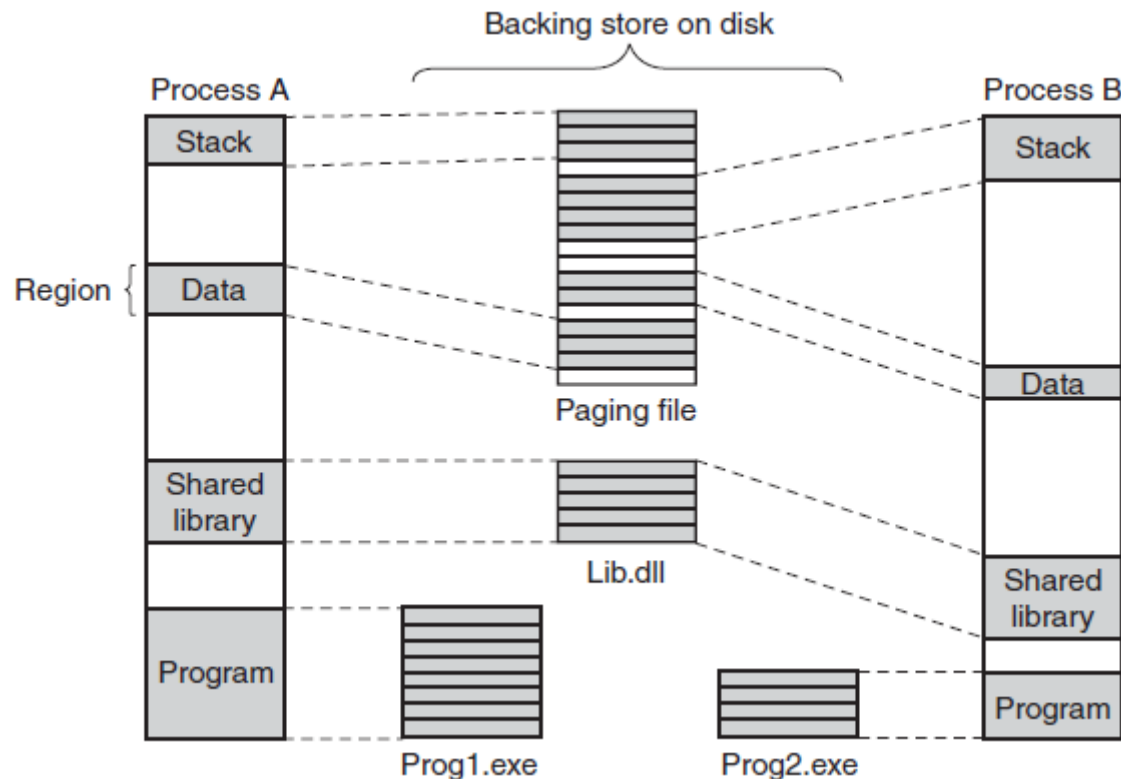 Backing store on disk
Process A
Process B
Stack
Stack
Region
Data
Data
Paging file
Shared
library
Lib.dll
Shared
library
Program
Program
Prog1.exe
Prog2.exe